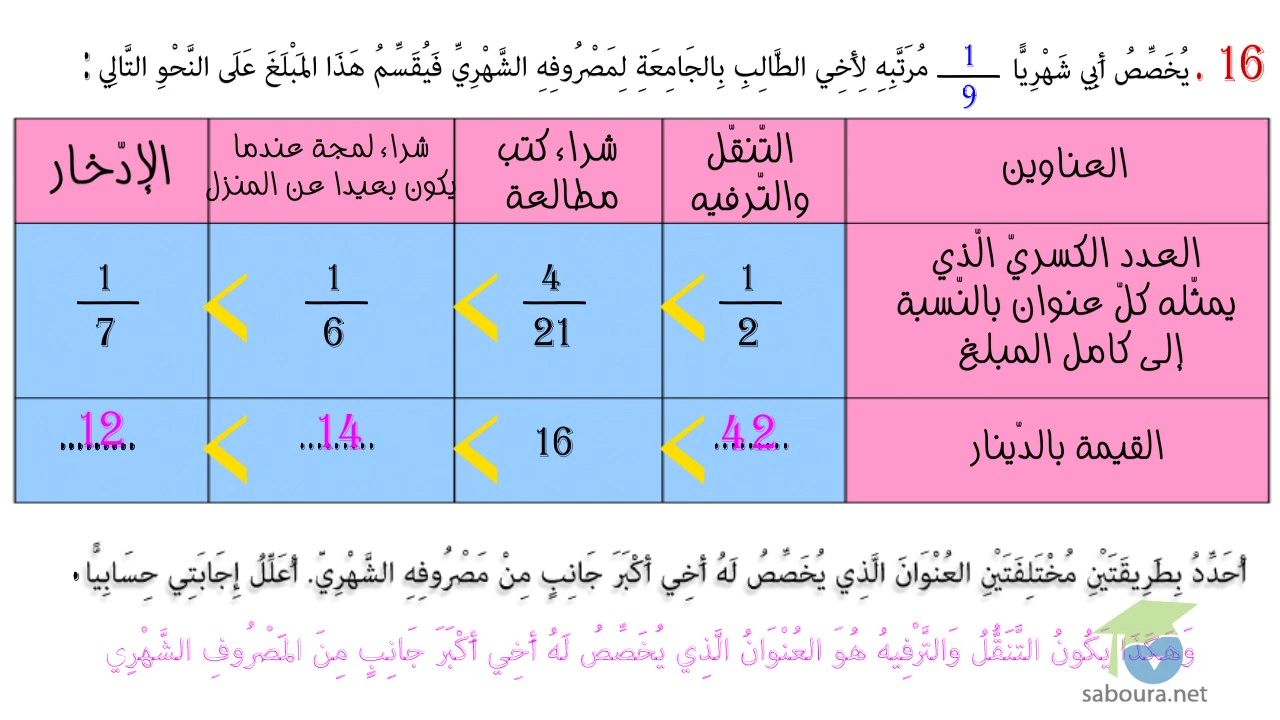 16 . يُخَصِّصُ أَبِي شَهْرِيًّا 1/9 مُرَتَّبِهِ لِأَخِي الطَّالِبِ بِالجَامِعَةِ لِمَصْرُوفِهِ الشَّهْرِيِّ فَيُقَسِّمُ هَذَا المَبْلَغَ عَلَى النَّحْوِ التَّالِي :
العناوين
التّنقّل
والتّرفيه
شراء كتب
مطالعة
شراء لمجة عندما
يكون بعيدا عن المنزل
الإدّخار
العدد الكسريّ الّذي
يمثّله كلّ عنوان بالنّسبة
إلى كامل المبلغ
1/2 > 4/21 > 1/6 > 1/7
القيمة بالدّينار
42 > 16 > 14 > 12
أُحَدِّدُ بِطَرِيقَتَيْنِ مُخْتَلِفَتَيْنِ العُنْوَانَ الَّذِي يُخَصِّصُ لَهُ أَخِي أَكْبَرَ جَانِبٍ مِنْ مَصْرُوفِهِ الشَّهْرِيِّ. أُعَلِّلُ إِجَابَتِي حِسَابِيًّا.
وَهَكَذَا يَكُونُ التَّنَقُّلُ وَالتَّرْفِيهُ هُوَ العُنْوَانُ الَّذِي يُخَصِّصُ لَهُ أَخِي أَكْبَرَ جَانِبٍ مِنَ المَصْرُوفِ الشَّهْرِي
saboura.net